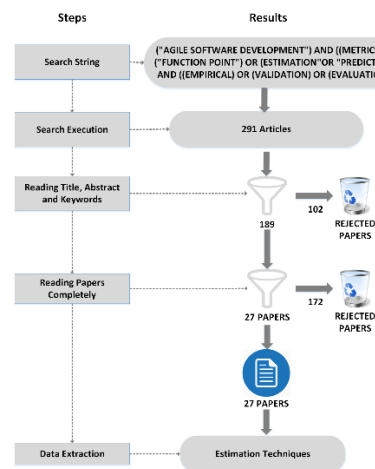 Steps
Results
Search String
("AGILE SOFTWARE DEVELOPMENT") AND ((METRICS
("FUNCTION POINT") OR (ESTIMATION"OR "PREDICT
AND ((EMPIRICAL) OR (VALIDATION) OR (EVALUATIO
Search Execution
291 Articles
Reading Title, Abstract
and Keywords
189
102
REJECTED
PAPERS
Reading Papers
Completely
27 PAPERS
172
REJECTED
PAPERS
27 PAPERS
Data Extraction
Estimation Techniques